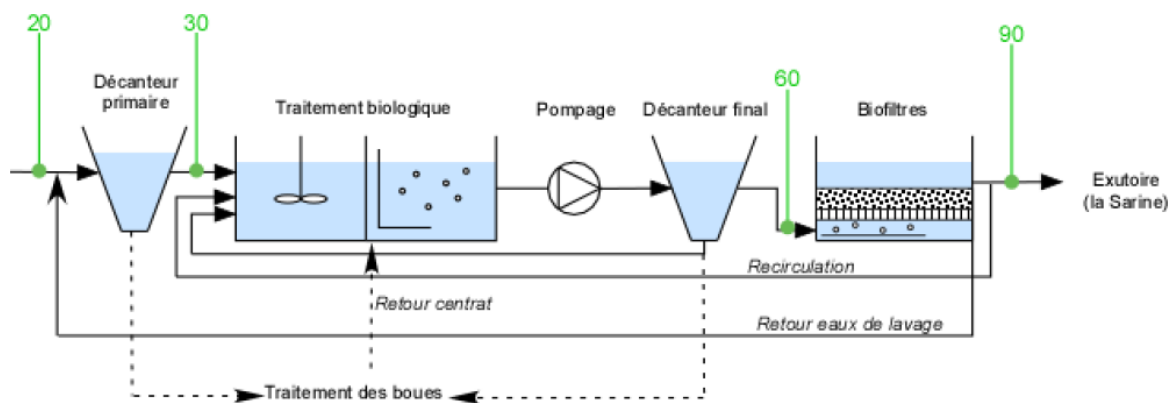 20
30
90
60
Décanteur
primaire
Traitement biologique
Pompage
Décanteur final
Biofiltres
Exutoire
(la Sarine)
Recirculation
Retour centrat
Retour eaux de lavage
Traitement des boues